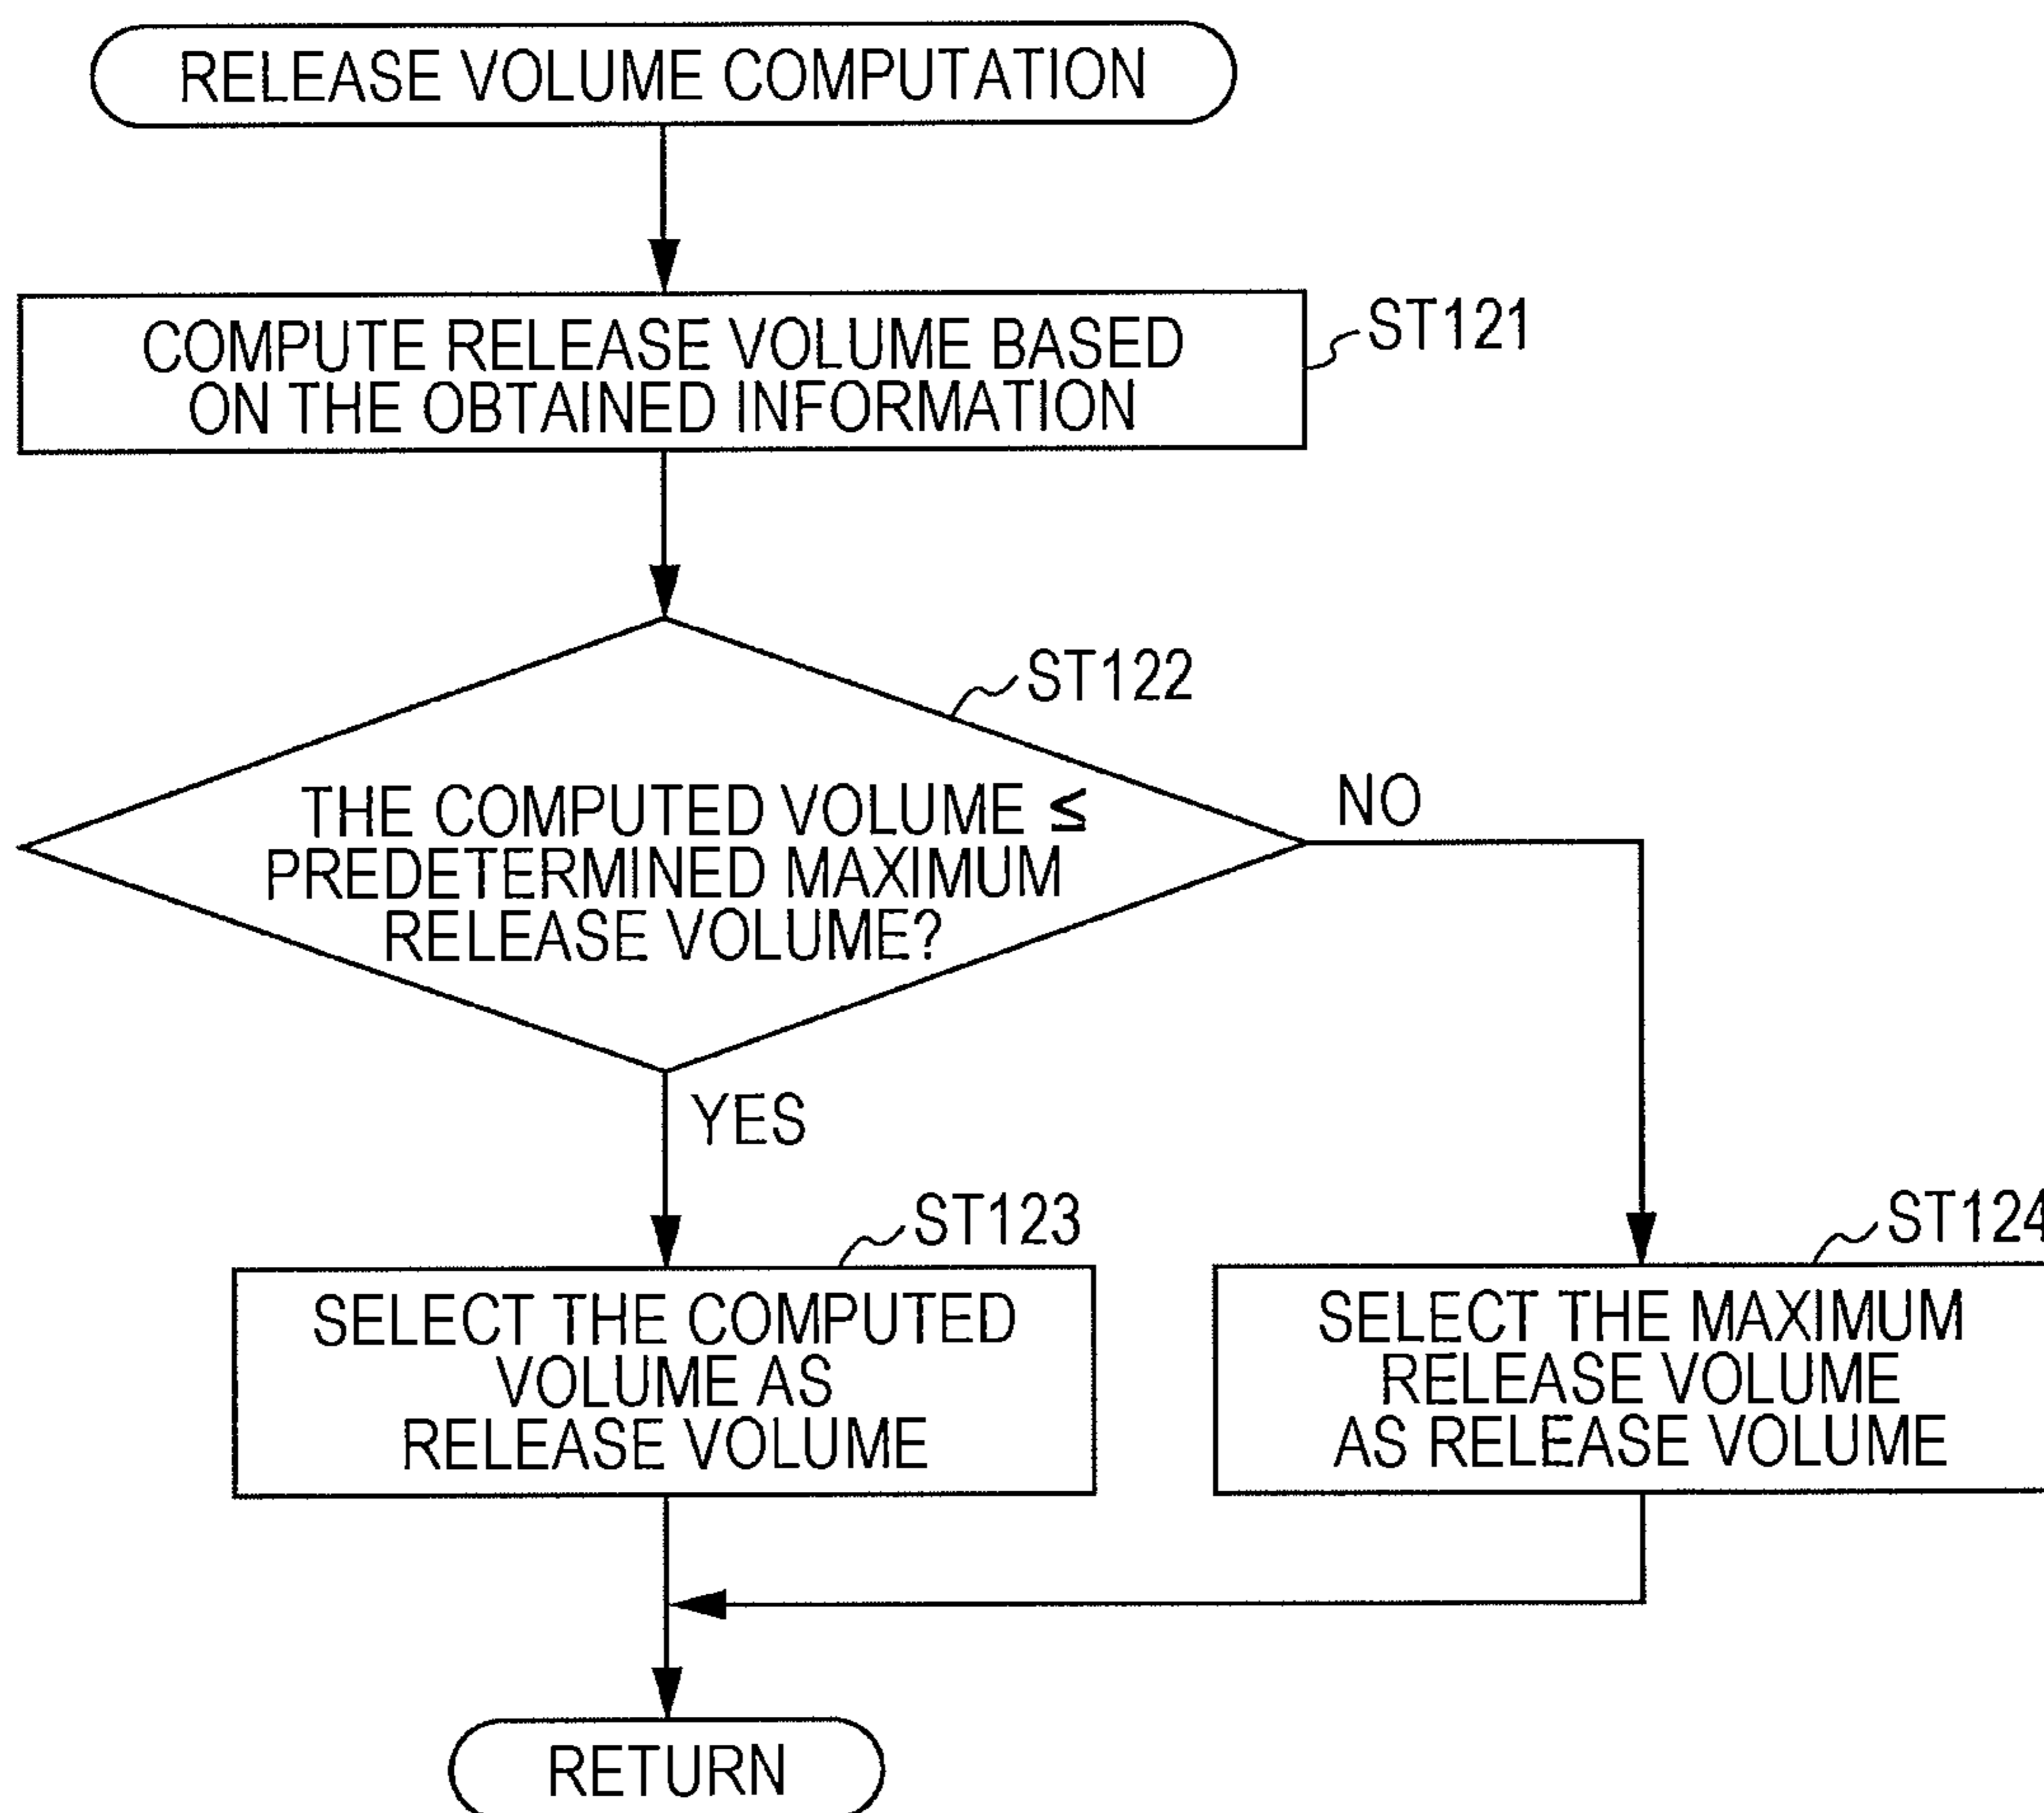 RELEASE VOLUME COMPUTATION
COMPUTE RELEASE VOLUME BASED
ON THE OBTAINED INFORMATION
ST121
ST122
THE COMPUTED VOLUME ≤
PREDETERMINED MAXIMUM
RELEASE VOLUME?
NO
YES
ST123
SELECT THE COMPUTED
VOLUME AS
RELEASE VOLUME
ST124
SELECT THE MAXIMUM
RELEASE VOLUME
AS RELEASE VOLUME
RETURN